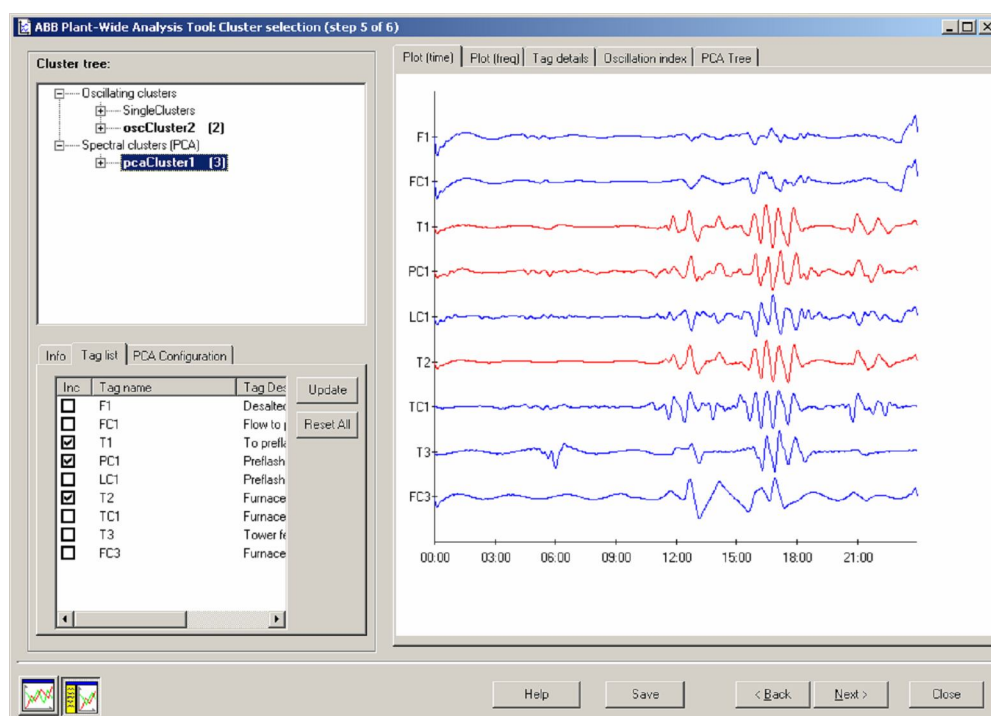 ABB Plant-Wide Analysis Tool: Cluster selection (step 5 of 6)
Cluster tree:
Oscillating clusters
SingleClusters
oscCluster2 (2)
Spectral clusters (PCA)
pcaCluster1 (3)
Info Tag list PCA Configuration
Inc Tag name Tag Des
F1 Desalted
FC1 Flow to p
T1 To prefla
PC1 Preflash
LC1 Preflash
T2 Furnace
TC1 Furnace
T3 Tower fe
FC3 Furnace
Update
Reset All
Plot (time) Plot (freq) Tag details Oscillation index PCA Tree
F1
FC1
T1
PC1
LC1
T2
TC1
T3
FC3
00:00 03:00 06:00 09:00 12:00 15:00 18:00 21:00
Help Save < Back Next > Close